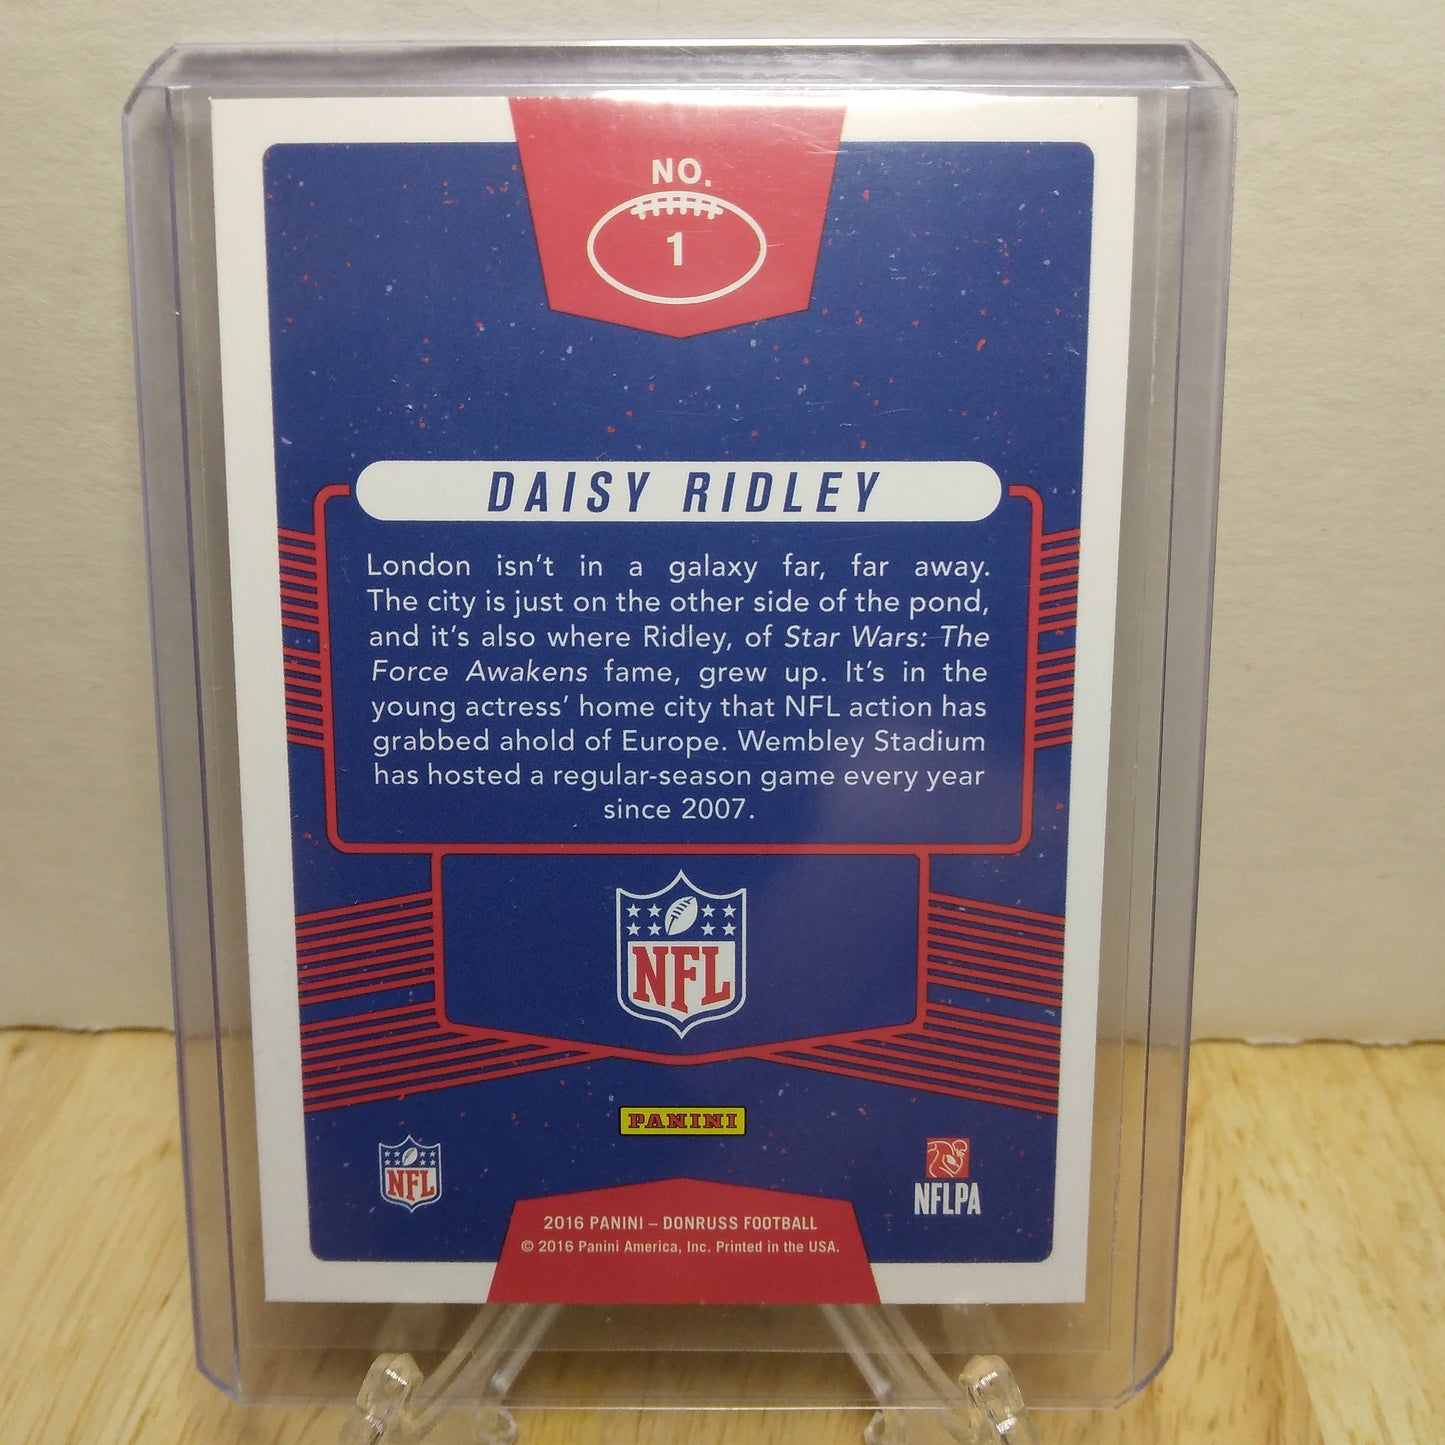 NO.
1
DAISY RIDLEY
London isn't in a galaxy far, far away.
The city is just on the other side of the pond,
and it's also where Ridley, of Star Wars: The
Force Awakens fame, grew up. It's in the
young actress' home city that NFL action has
grabbed ahold of Europe. Wembley Stadium
has hosted a regular-season game every year
since 2007.
NFL
PANINI
NFL
NFLPA
2016 PANINI – DONRUSS FOOTBALL
© 2016 Panini America, Inc. Printed in the USA.